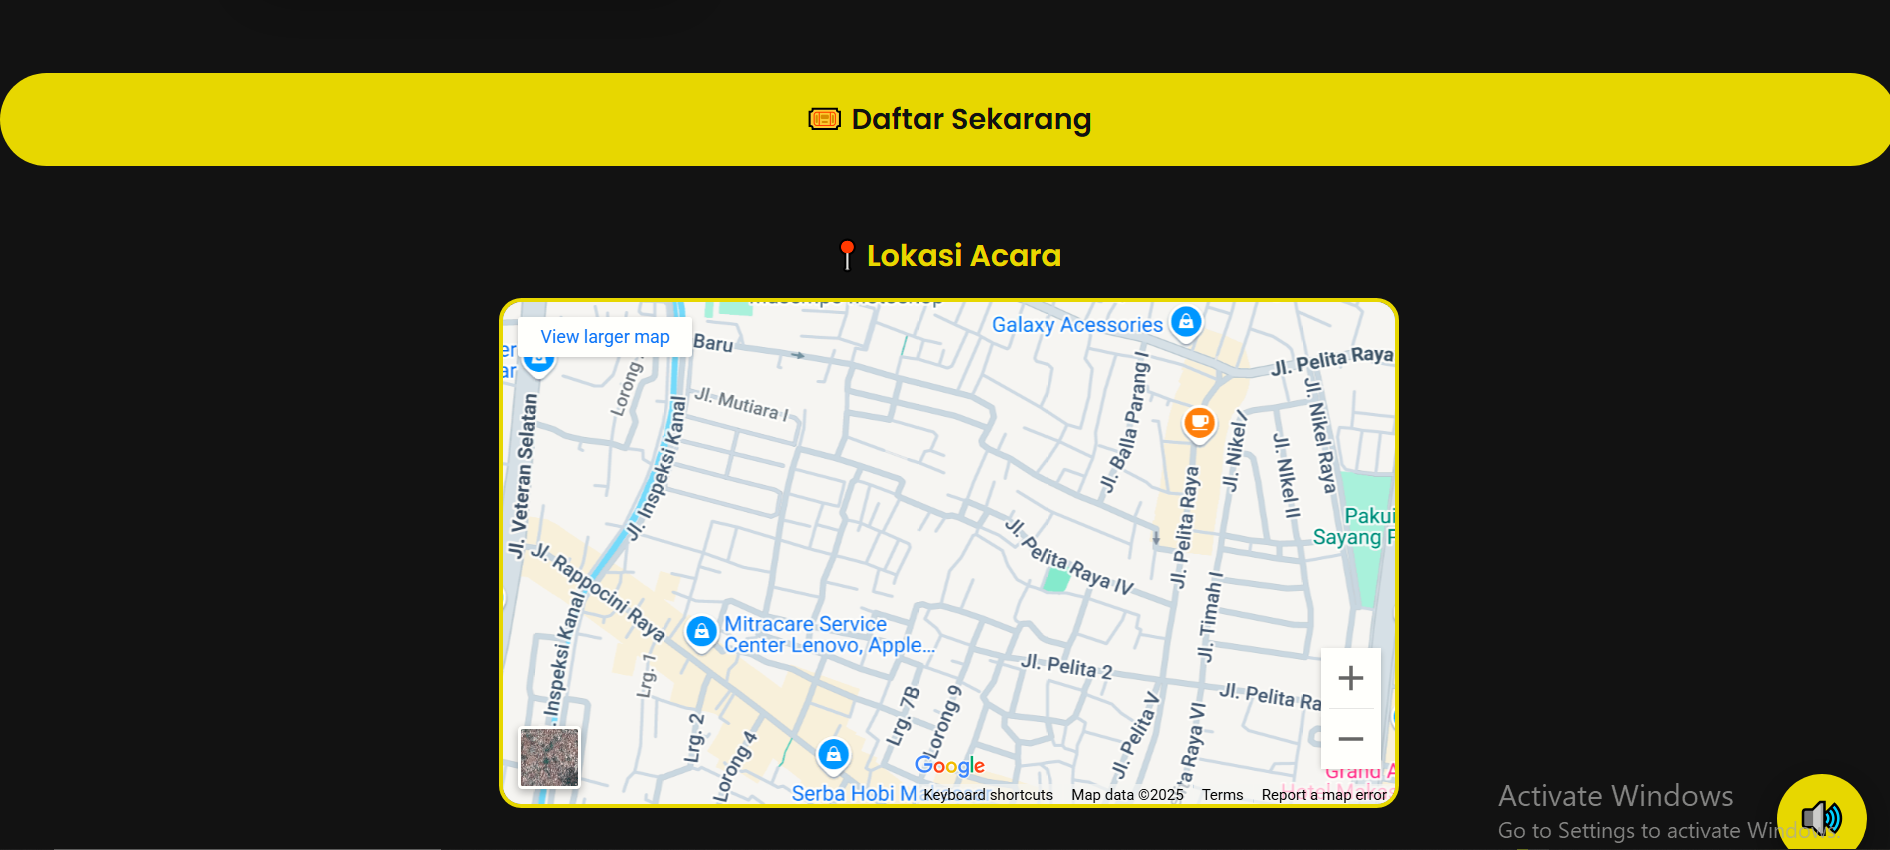 Daftar Sekarang
Lokasi Acara
View larger map
Baru
Galaxy Acessories
Jl. Pelita Raya
Lorong
Jl. Mutiara I
Jl. Veteran Selatan
Jl. Inspeksi Kanal
Jl. Balla Parang I
Jl. Nikel I
Jl. NIkel II
Jl. Nikel Raya
Jl. Pelita Raya
Pakui
Sayang
Jl. Pelita Raya IV
Jl. Rappocini Raya
Inspeksi Kanal
Jl. Timah I
Mitracare Service
Center Lenovo, Apple...
Lrg. 1
Jl. Pelita 2
Jl. Pelita Ra
Lrg. 2
Lorong 4
Lrg. 7B
Lorong 9
Jl. Pelita V
Raya VI
Google
Grand
Serba Hobi
Keyboard shortcuts
Map data ©2025
Terms
Report a map error
Activate Windows
Go to Settings to activate Windows.